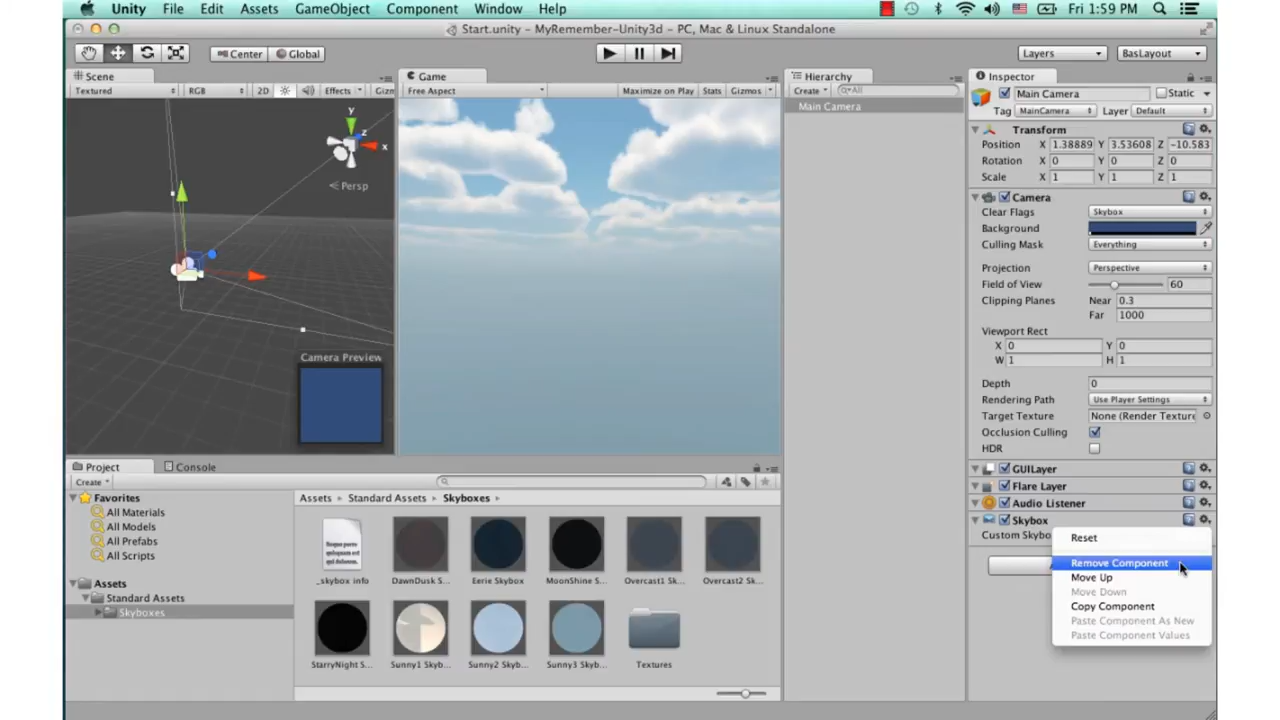 Unity File Edit Assets GameObject Component Window Help Fri 1:59 PM
Start.unity - MyRemember-Unity3d - PC, Mac & Linux Standalone
Center Global Layers BasLayout
Scene
Textured RGB 2D Effects Gizm
y
z
x
Persp
Camera Preview
Game
Free Aspect Maximize on Play Stats Gizmos
Hierarchy
Create All
Main Camera
Inspector
Main Camera Static
Tag MainCamera Layer Default
Transform
Position X 1.38889 Y 3.53608 Z -10.583
Rotation X 0 Y 0 Z 0
Scale X 1 Y 1 Z 1
Camera
Clear Flags Skybox
Background
Culling Mask Everything
Projection Perspective
Field of View 60
Clipping Planes Near 0.3
Far 1000
Viewport Rect
X 0 Y 0
W 1 H 1
Depth 0
Rendering Path Use Player Settings
Target Texture None (Render Texture
Occlusion Culling
HDR
GUILayer
Flare Layer
Audio Listener
Skybox
Custom Skybo
Reset
Remove Component
Move Up
Move Down
Copy Component
Paste Component As New
Paste Component Values
Project Console
Create
Favorites
All Materials
All Models
All Prefabs
All Scripts
Assets
Standard Assets
Skyboxes
Assets Standard Assets Skyboxes
_skybox info DawnDusk S... Eerie Skybox MoonShine S... Overcast1 S... Overcast2 S...
StarryNight S... Sunny1 Skyb... Sunny2 Skyb... Sunny3 Skyb... Textures